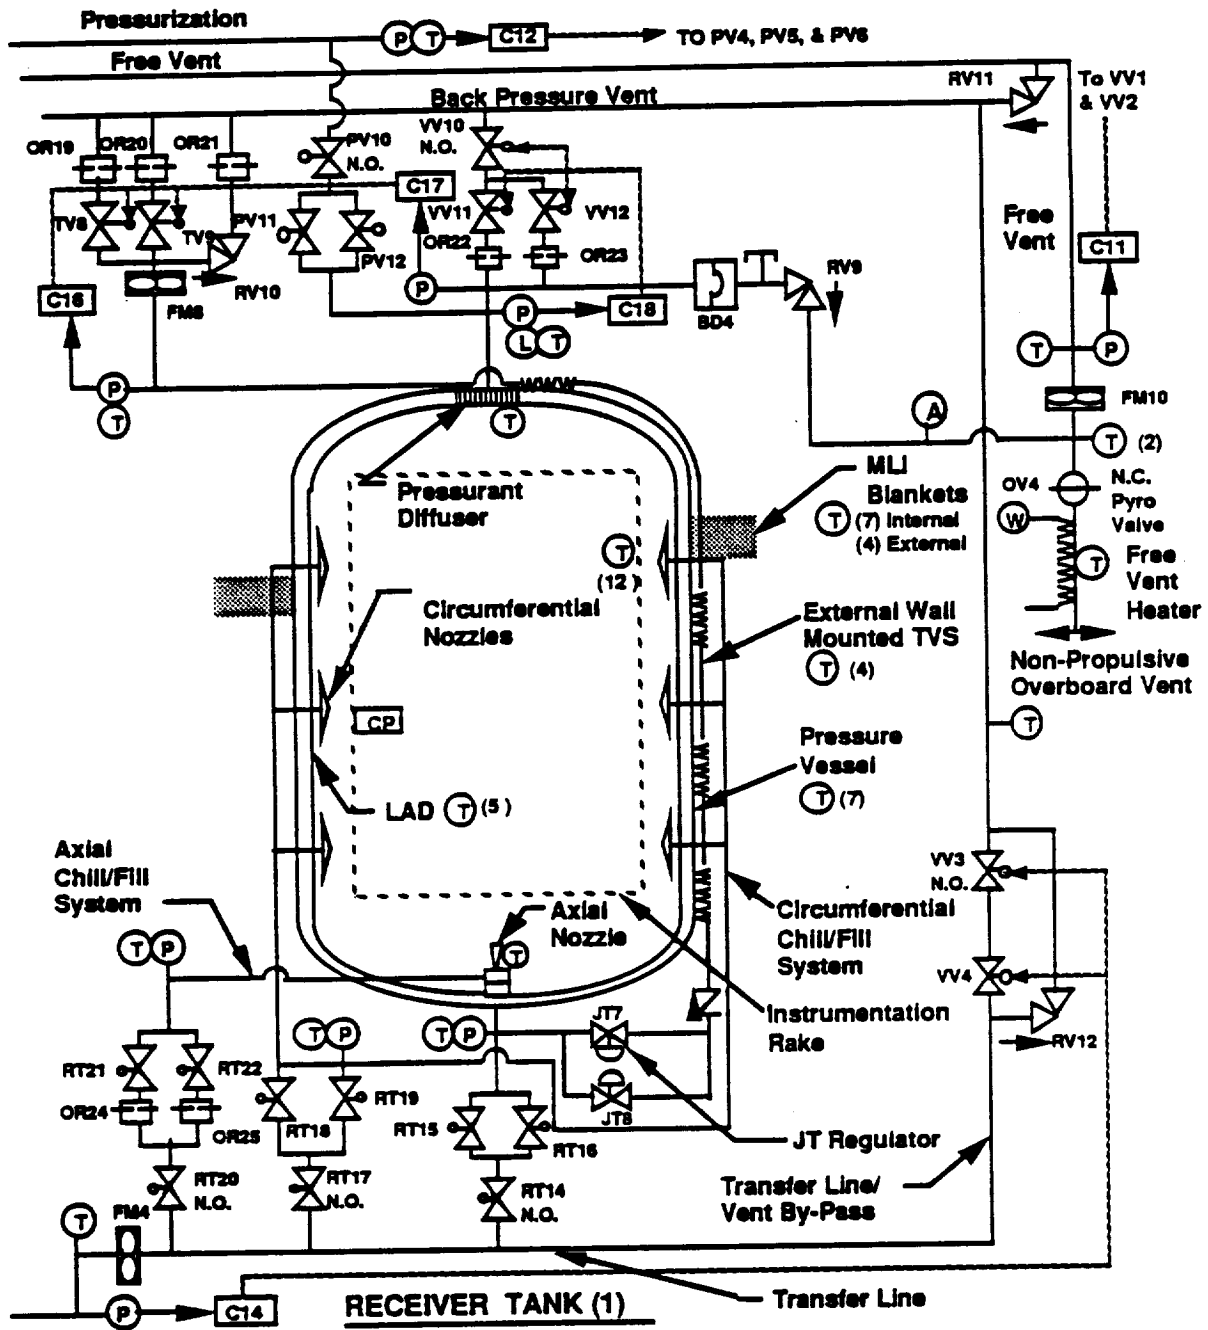 Pressurization
P T C12 TO PV4, PV5, & PV6
Free Vent
RV11
To VV1
& VV2
Back Pressure Vent
OR19 OR20 OR21
PV10
N.O.
VV10
N.O.
C17
TV8
TV9
PV11
PV12
VV11
VV12
OR22
OR23
Free
Vent
C11
C16
FM8
RV10
P
P
L T
C18
BD4
RV9
T P
P
T
T
FM10
A
T (2)
Pressurant
Diffuser
MLI
Blankets
T (7) Internal
(4) External
OV4
N.C.
Pyro
Valve
W
T
Free
Vent
Heater
T
(12)
Circumferential
Nozzles
External Wall
Mounted TVS
T (4)
Non-Propulsive
Overboard Vent
CP
T
Pressure
Vessel
T (7)
LAD T (5)
Axial
Chill/Fill
System
VV3
N.O.
Axial
Nozzle
T
Circumferential
Chill/Fill
System
T P
VV4
JT7
Instrumentation
Rake
T P
T P
RV12
RT21
RT22
RT19
JT8
OR24
OR25
RT18
RT15
RT16
JT Regulator
RT20
N.O.
RT17
N.O.
RT14
N.O.
Transfer Line/
Vent By-Pass
T
FM4
P C14
RECEIVER TANK (1)
Transfer Line